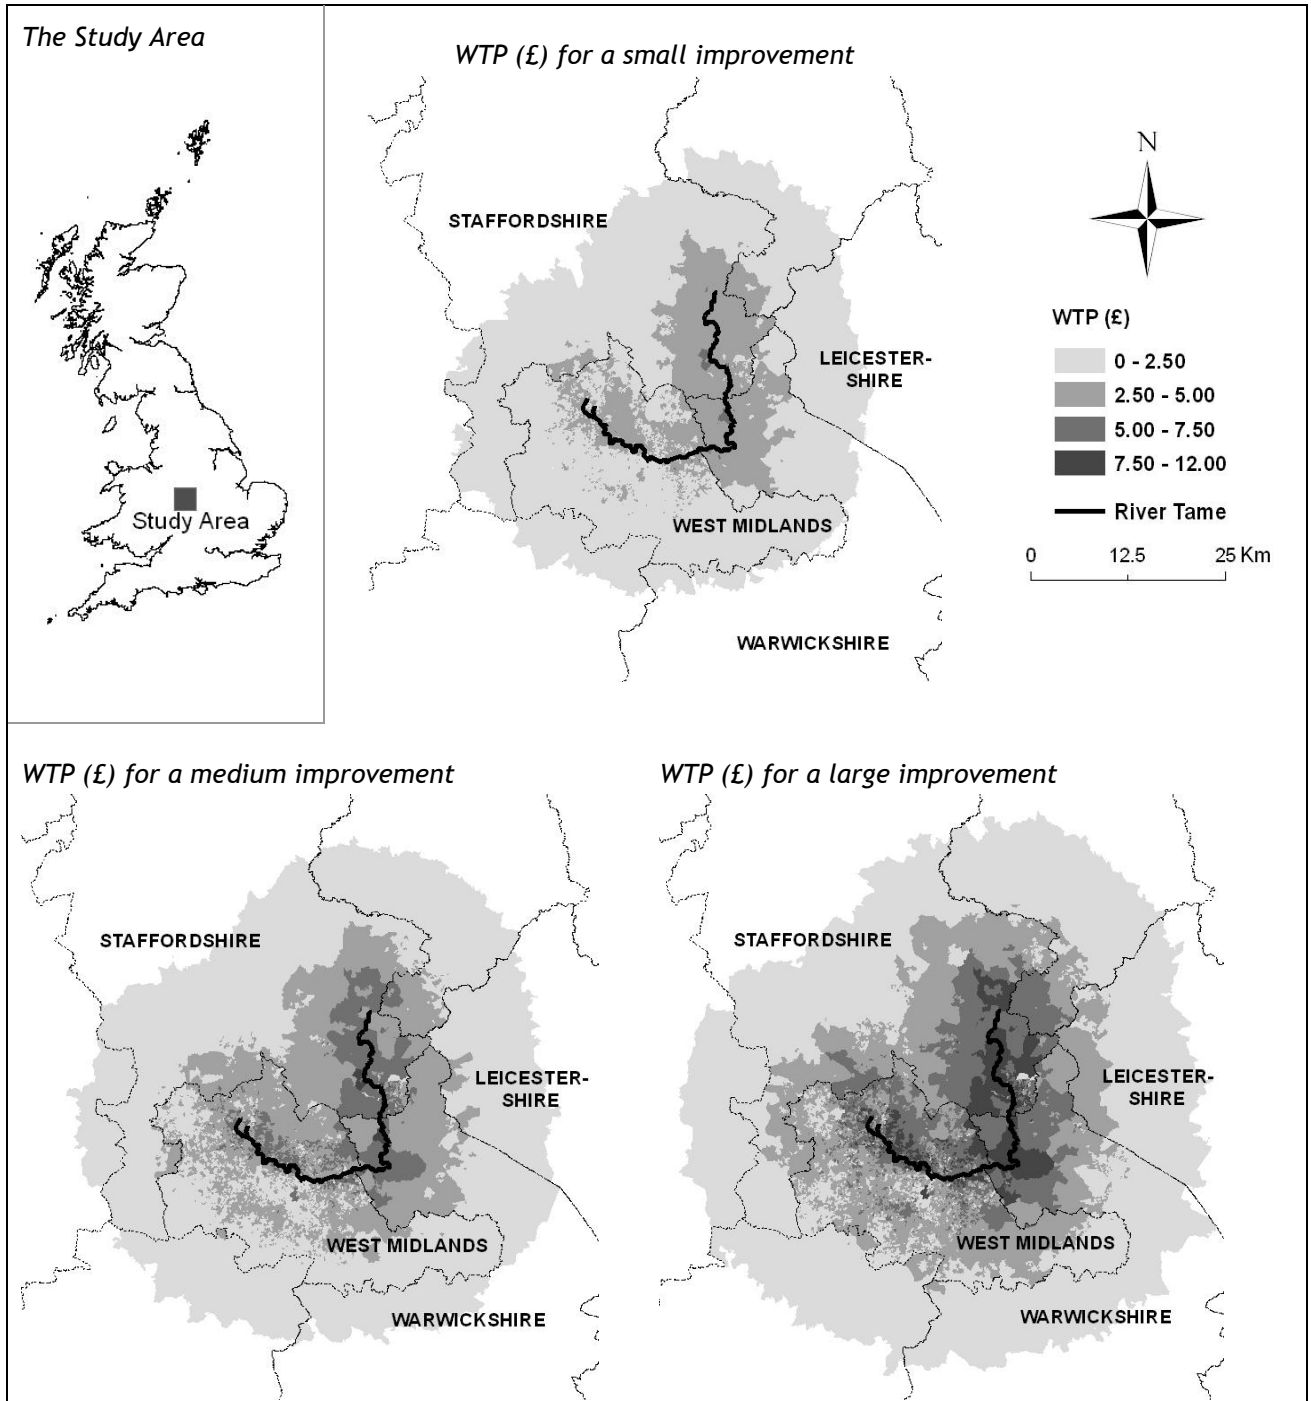 The Study Area
Study Area
WTP (£) for a small improvement
STAFFORDSHIRE
LEICESTER-
SHIRE
WEST MIDLANDS
WARWICKSHIRE
N
WTP (£)
0 - 2.50
2.50 - 5.00
5.00 - 7.50
7.50 - 12.00
River Tame
0 12.5 25 Km
WTP (£) for a medium improvement
STAFFORDSHIRE
LEICESTER-
SHIRE
WEST MIDLANDS
WARWICKSHIRE
WTP (£) for a large improvement
STAFFORDSHIRE
LEICESTER-
SHIRE
WEST MIDLANDS
WARWICKSHIRE